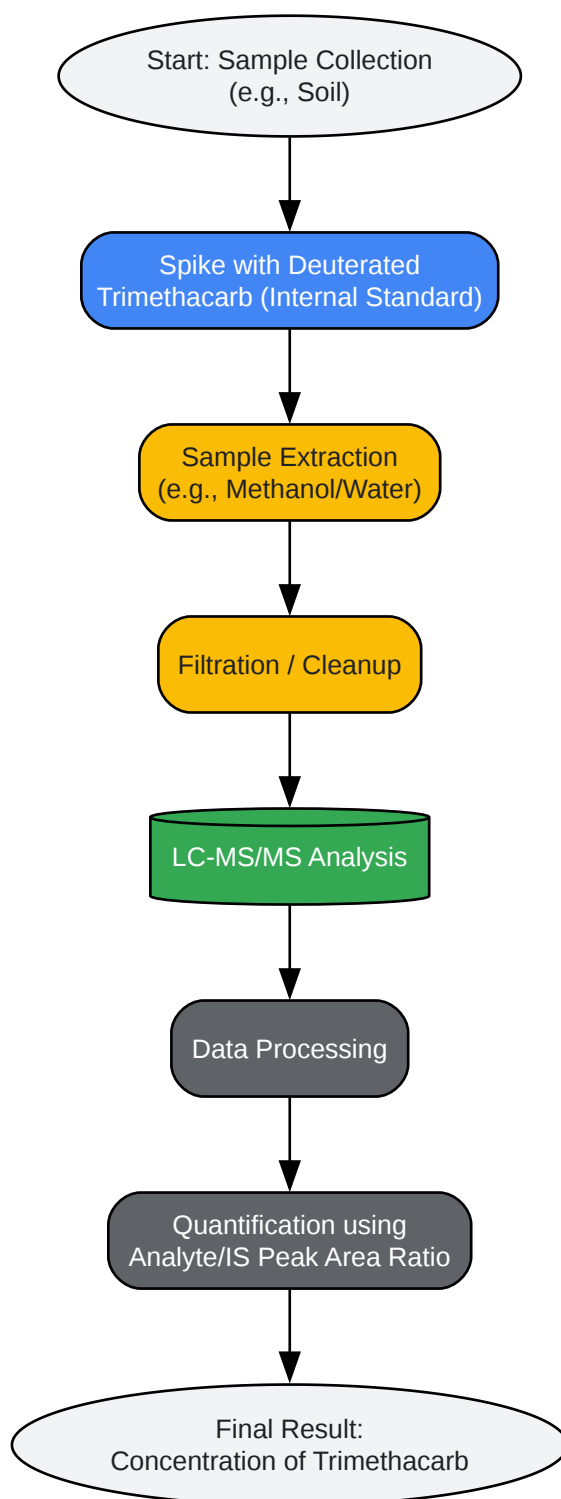 Start: Sample Collection
(e.g., Soil)
Spike with Deuterated
Trimethacarb (Internal Standard)
Sample Extraction
(e.g., Methanol/Water)
Filtration / Cleanup
LC-MS/MS Analysis
Data Processing
Quantification using
Analyte/IS Peak Area Ratio
Final Result:
Concentration of Trimethacarb